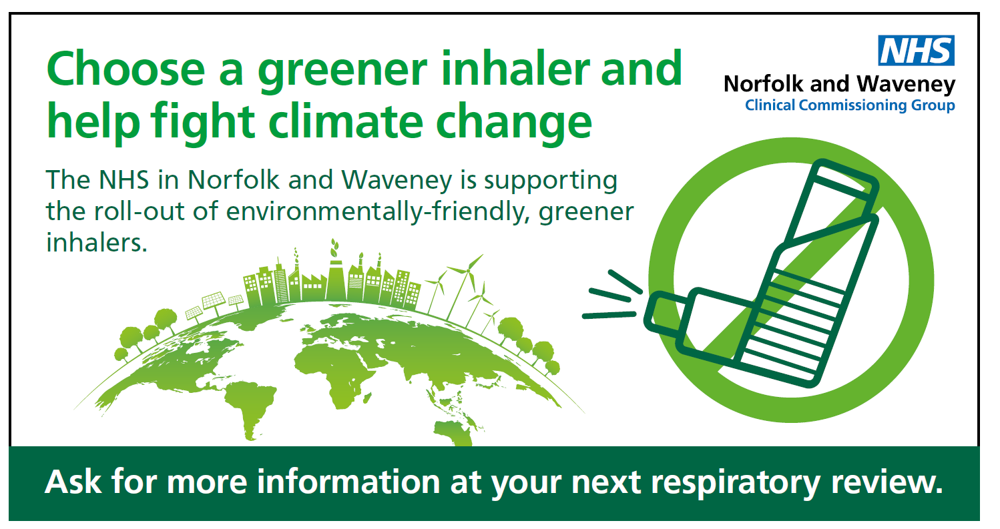 Choose a greener inhaler and
help fight climate change
NHS
Norfolk and Waveney
Clinical Commissioning Group
The NHS in Norfolk and Waveney is supporting
the roll-out of environmentally-friendly, greener
inhalers.
Ask for more information at your next respiratory review.